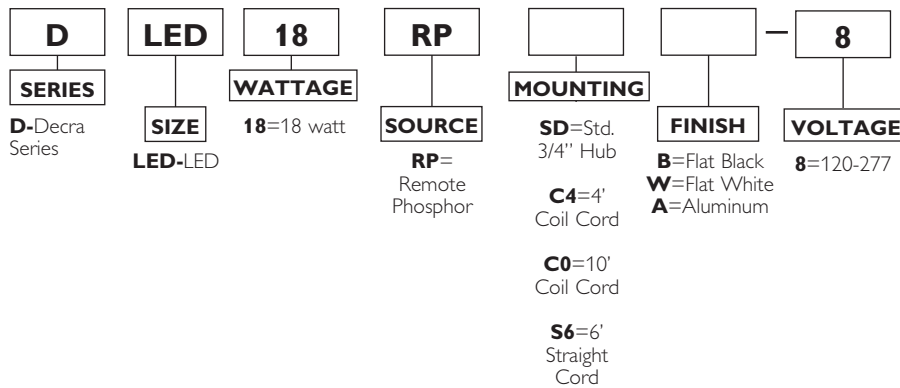 D LED 18 RP — 8
SERIES
D-Decra
Series
SIZE
LED-LED
WATTAGE
18=18 watt
SOURCE
RP=
Remote
Phosphor
MOUNTING
SD=Std.
3/4" Hub
C4=4'
Coil Cord
C0=10'
Coil Cord
S6=6'
Straight
Cord
FINISH
B=Flat Black
W=Flat White
A=Aluminum
VOLTAGE
8=120-277